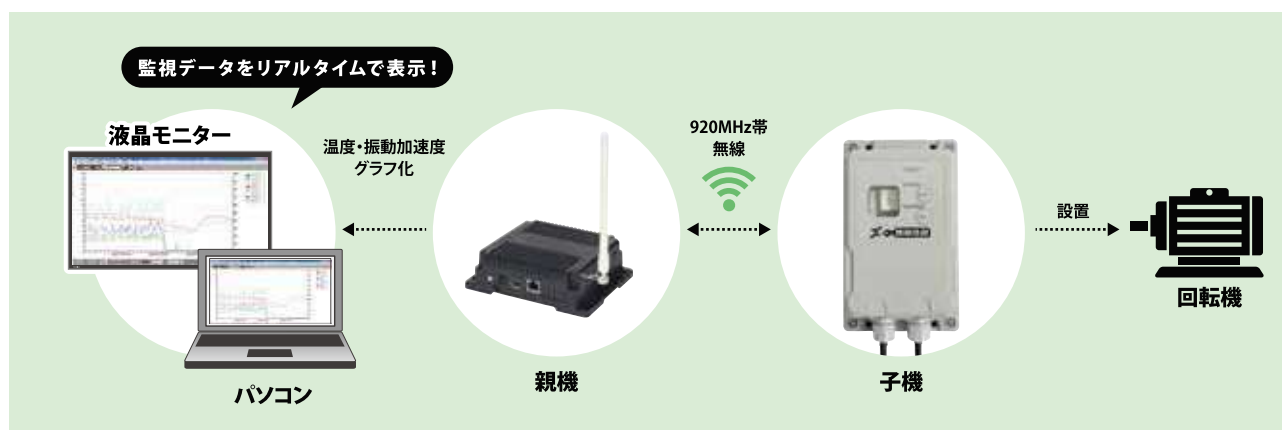 監視データをリアルタイムで表示！
液晶モニター
温度・振動加速度
グラフ化
920MHz帯
無線
設置
回転機
パソコン
親機
子機